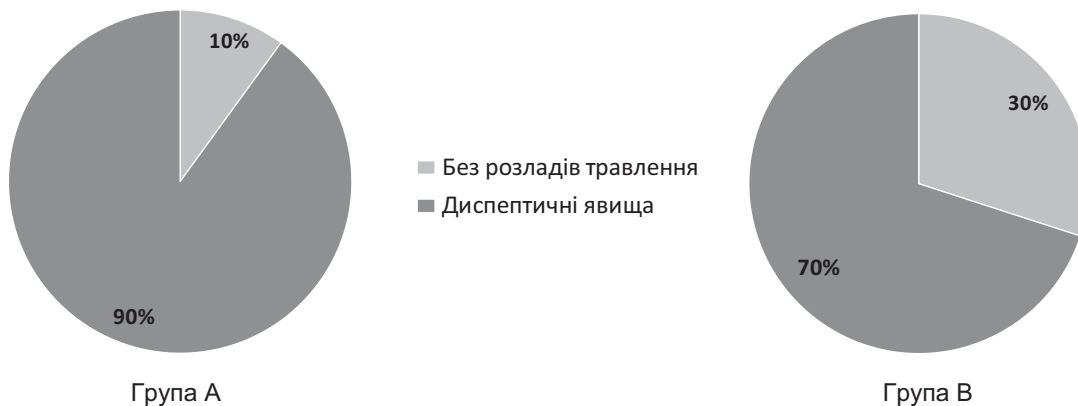 10%
90%
Група А
Без розладів травлення
Диспептичні явища
30%
70%
Група В